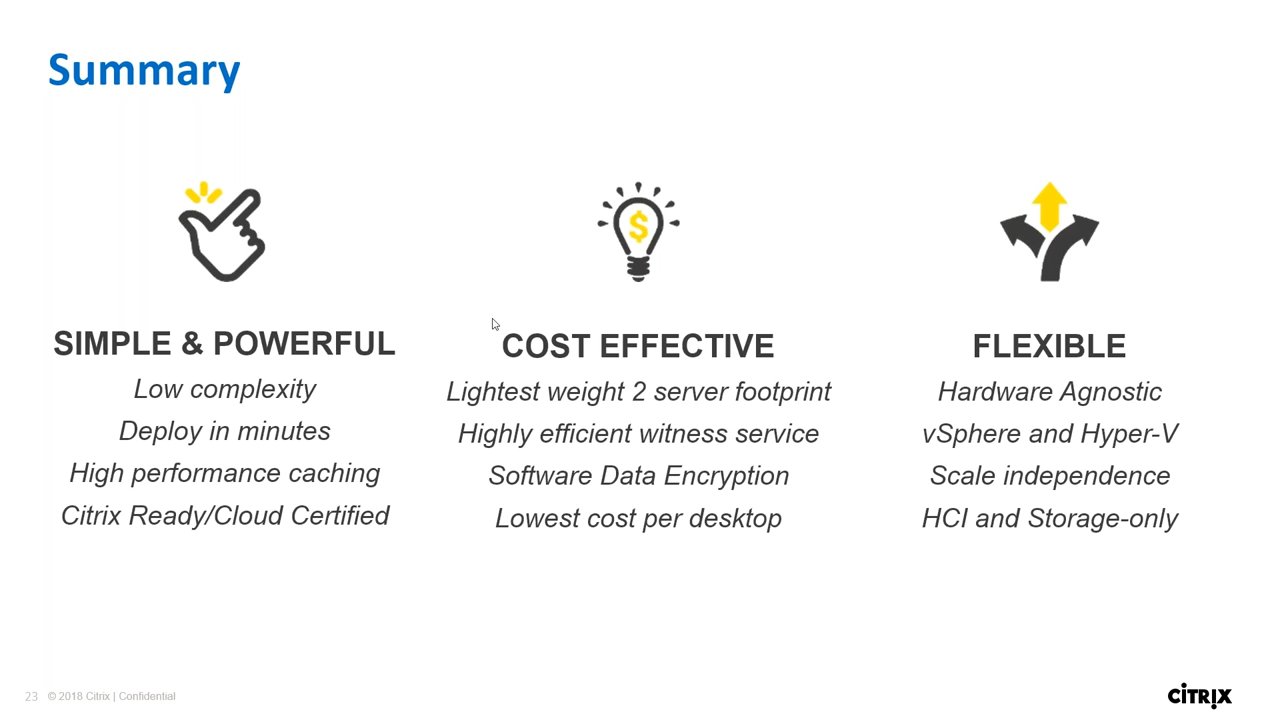 Summary
SIMPLE & POWERFUL
Low complexity
Deploy in minutes
High performance caching
Citrix Ready/Cloud Certified
$
COST EFFECTIVE
Lightest weight 2 server footprint
Highly efficient witness service
Software Data Encryption
Lowest cost per desktop
FLEXIBLE
Hardware Agnostic
vSphere and Hyper-V
Scale independence
HCI and Storage-only
23 © 2018 Citrix | Confidential
CİTRIX